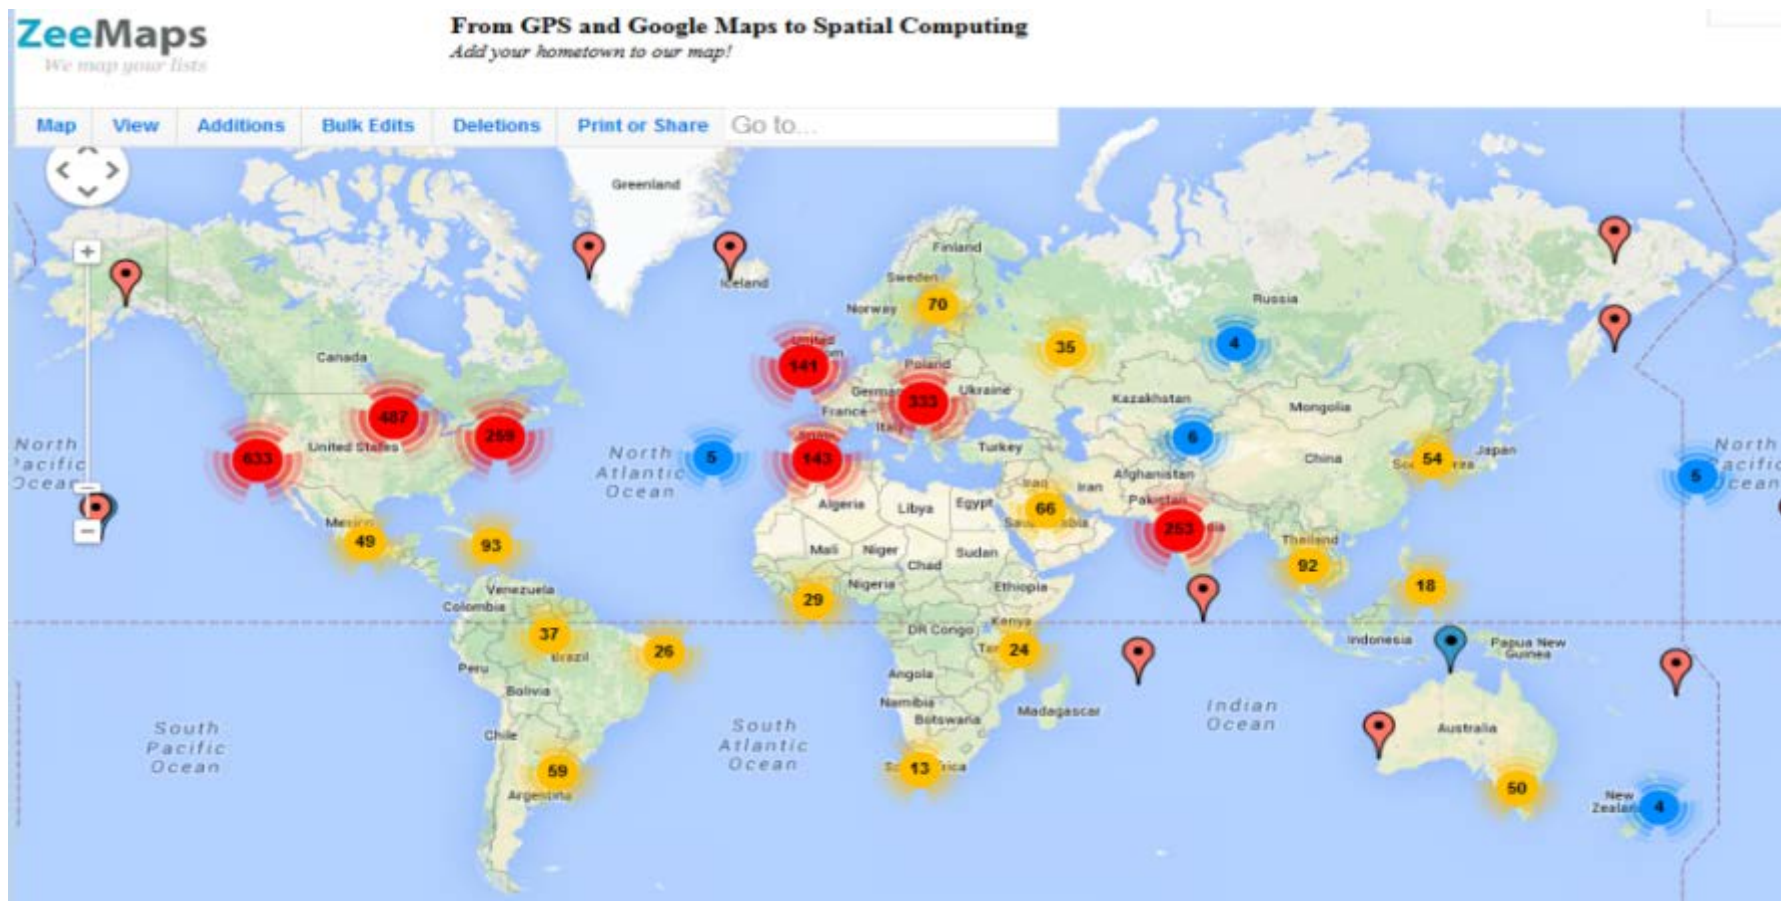 ZeeMaps
We map your lists
From GPS and Google Maps to Spatial Computing
Add your hometown to our map!
Map View Additions Bulk Edits Deletions Print or Share Go to...
Greenland
Finland
Iceland
Sweden
Norway
70
Russia
United
35
4
Canada
141
Poland
487
333
Ukraine
Kazakhstan
Mongolia
France
269
Italy
North
Pacific
Ocean
633
United States
North
Atlantic
Ocean
5
143
Turkey
6
Afghanistan
China
54
Japan
North
Pacific
Ocean
5
Algeria
Libya
Egypt
Iraq
Iran
Pakistan
66
253
Mexico
49
93
Mali
Niger
Chad
Sudan
Thailand
92
Venezuela
Colombia
29
Nigeria
Ethiopia
18
37
Brazil
26
DR Congo
Kenya
24
Indonesia
Papua New
Guinea
Peru
Bolivia
Angola
Namibia
Botswana
Madagascar
Indian
Ocean
Australia
South
Pacific
Ocean
Chile
South
Atlantic
Ocean
59
Argentina
13
50
New
Zealand
4